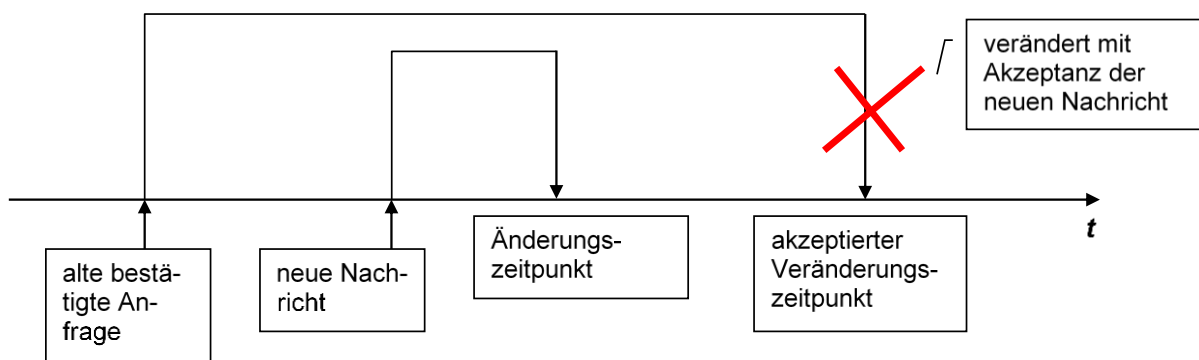 verändert mit
Akzeptanz der
neuen Nachricht
t
alte bestä-
tigte An-
frage
neue Nach-
richt
Änderungs-
zeitpunkt
akzeptierter
Veränderungs-
zeitpunkt